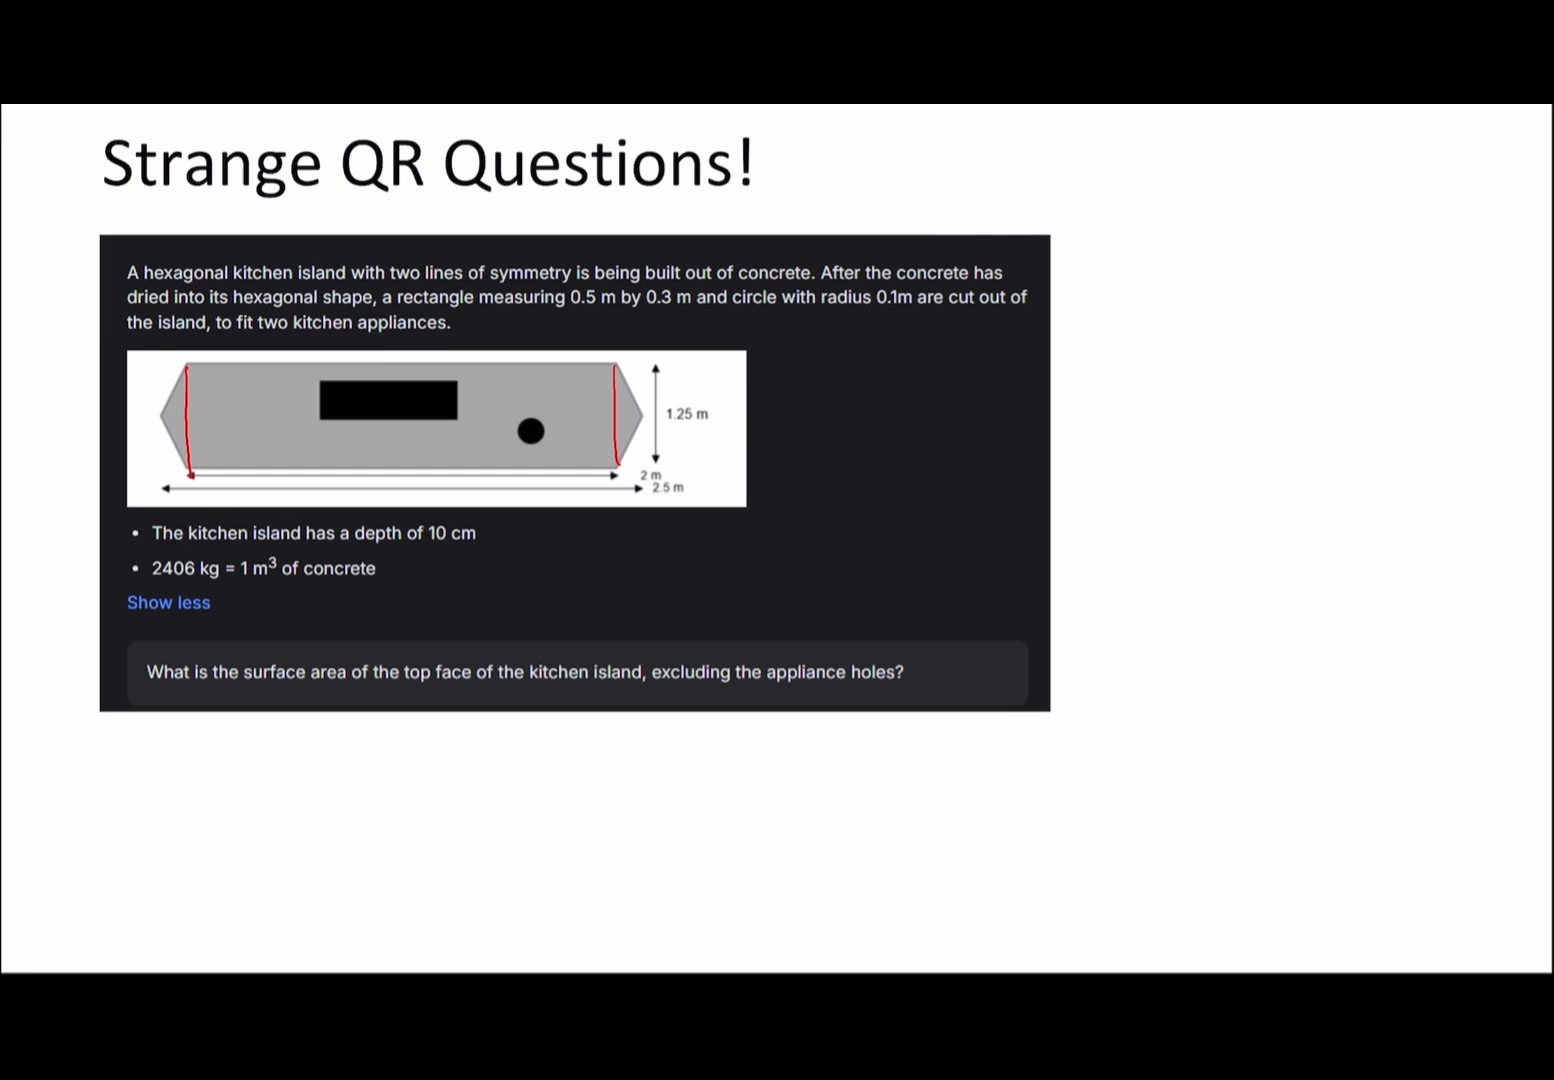 Strange QR Questions!
A hexagonal kitchen island with two lines of symmetry is being built out of concrete. After the concrete has
dried into its hexagonal shape, a rectangle measuring 0.5 m by 0.3 m and circle with radius 0.1m are cut out of
the island, to fit two kitchen appliances.
1.25 m
2 m
2.5 m
• The kitchen island has a depth of 10 cm
• 2406 kg = 1 m³ of concrete
Show less
What is the surface area of the top face of the kitchen island, excluding the appliance holes?